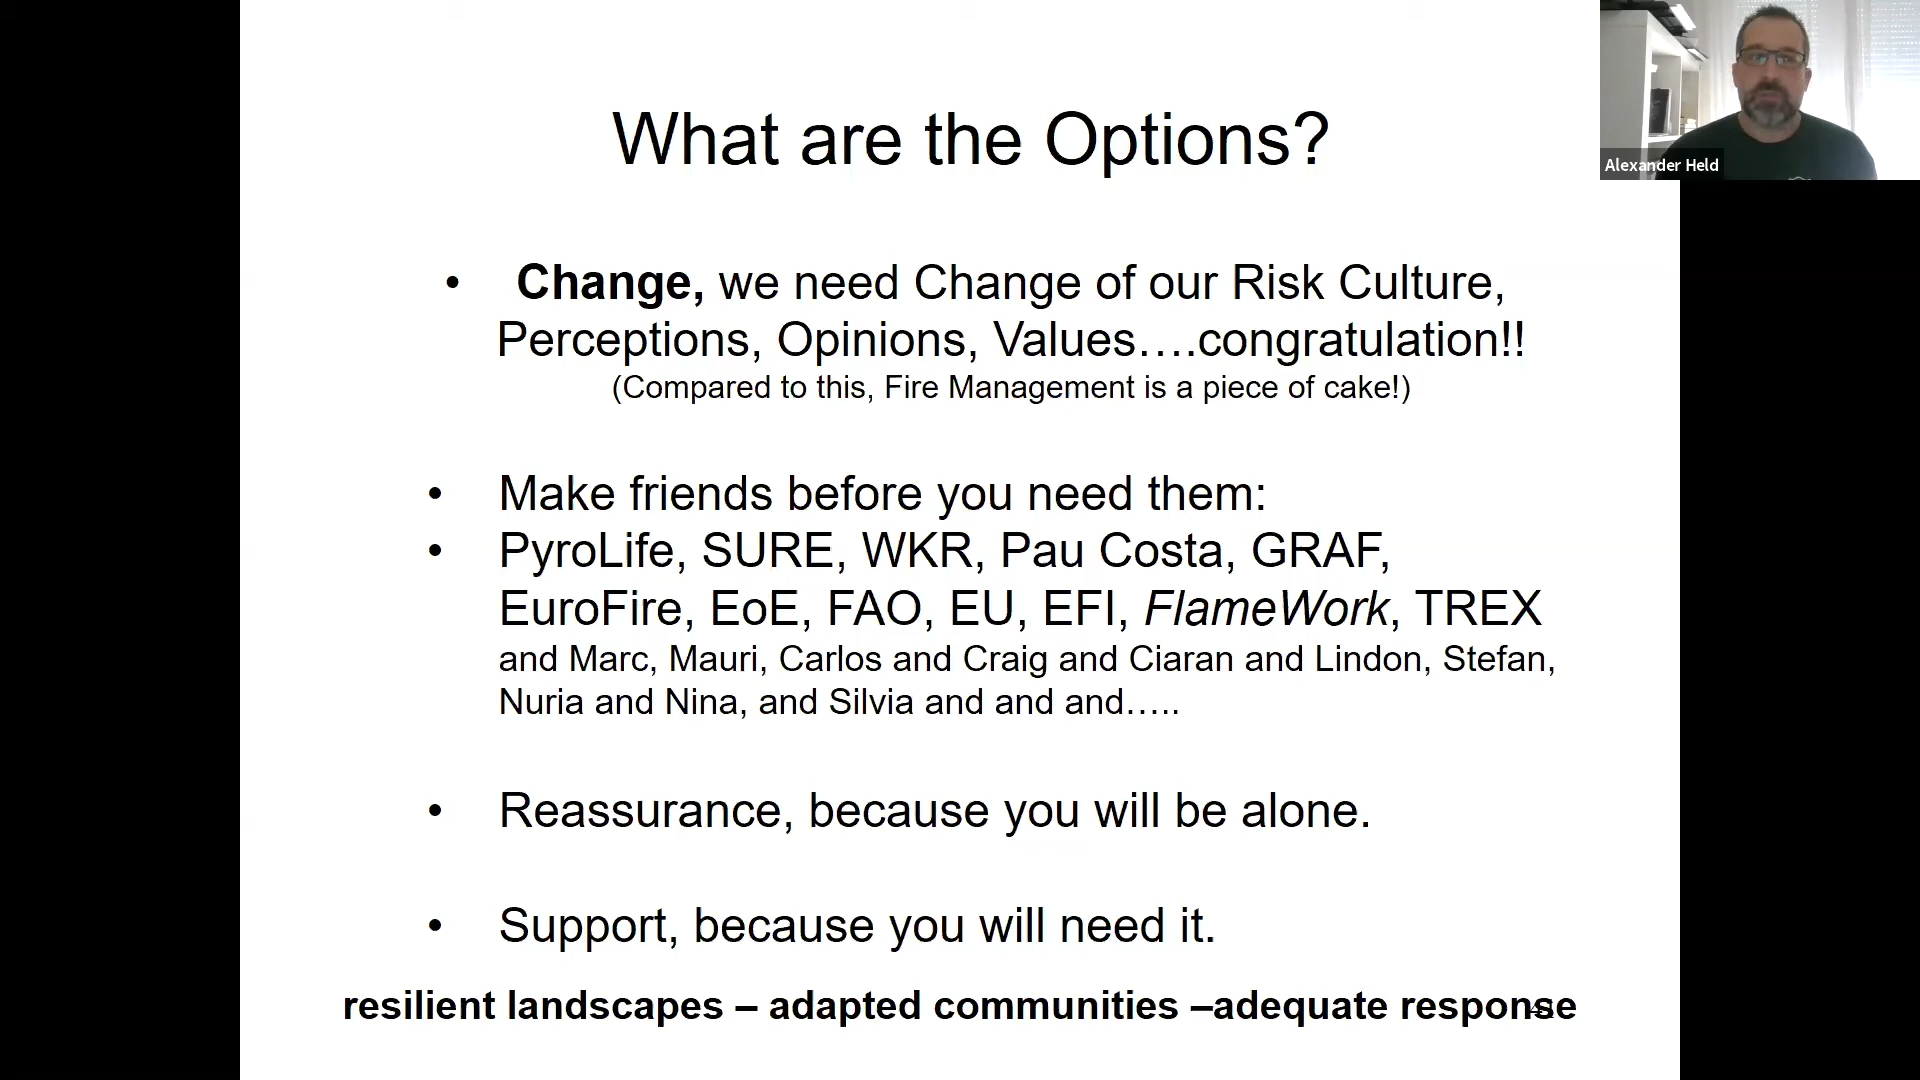 What are the Options?
Alexander Held
• Change, we need Change of our Risk Culture,
Perceptions, Opinions, Values….congratulation!!
(Compared to this, Fire Management is a piece of cake!)
• Make friends before you need them:
• PyroLife, SURE, WKR, Pau Costa, GRAF,
EuroFire, EoE, FAO, EU, EFI, FlameWork, TREX
and Marc, Mauri, Carlos and Craig and Ciaran and Lindon, Stefan,
Nuria and Nina, and Silvia and and and…..
• Reassurance, because you will be alone.
• Support, because you will need it.
resilient landscapes – adapted communities –adequate response